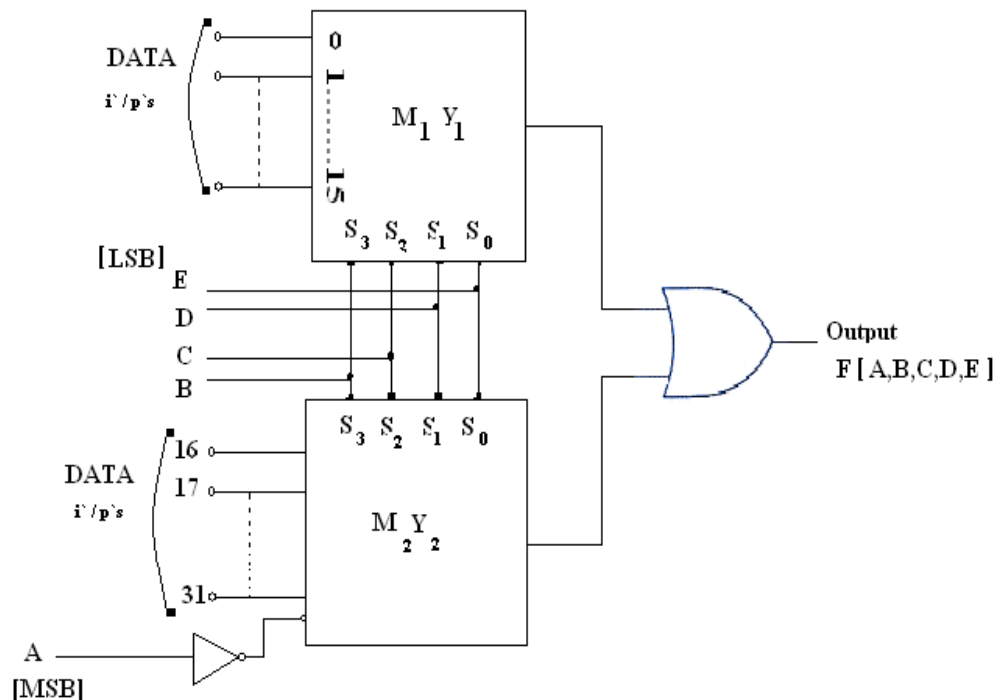 DATA
i`/p`s
0
1
15
M1 Y1
S3 S2 S1 S0
[LSB]
E
D
C
B
Output
F [ A,B,C,D,E ]
S3 S2 S1 S0
DATA
i`/p`s
16
17
31
M2 Y2
A
[MSB]